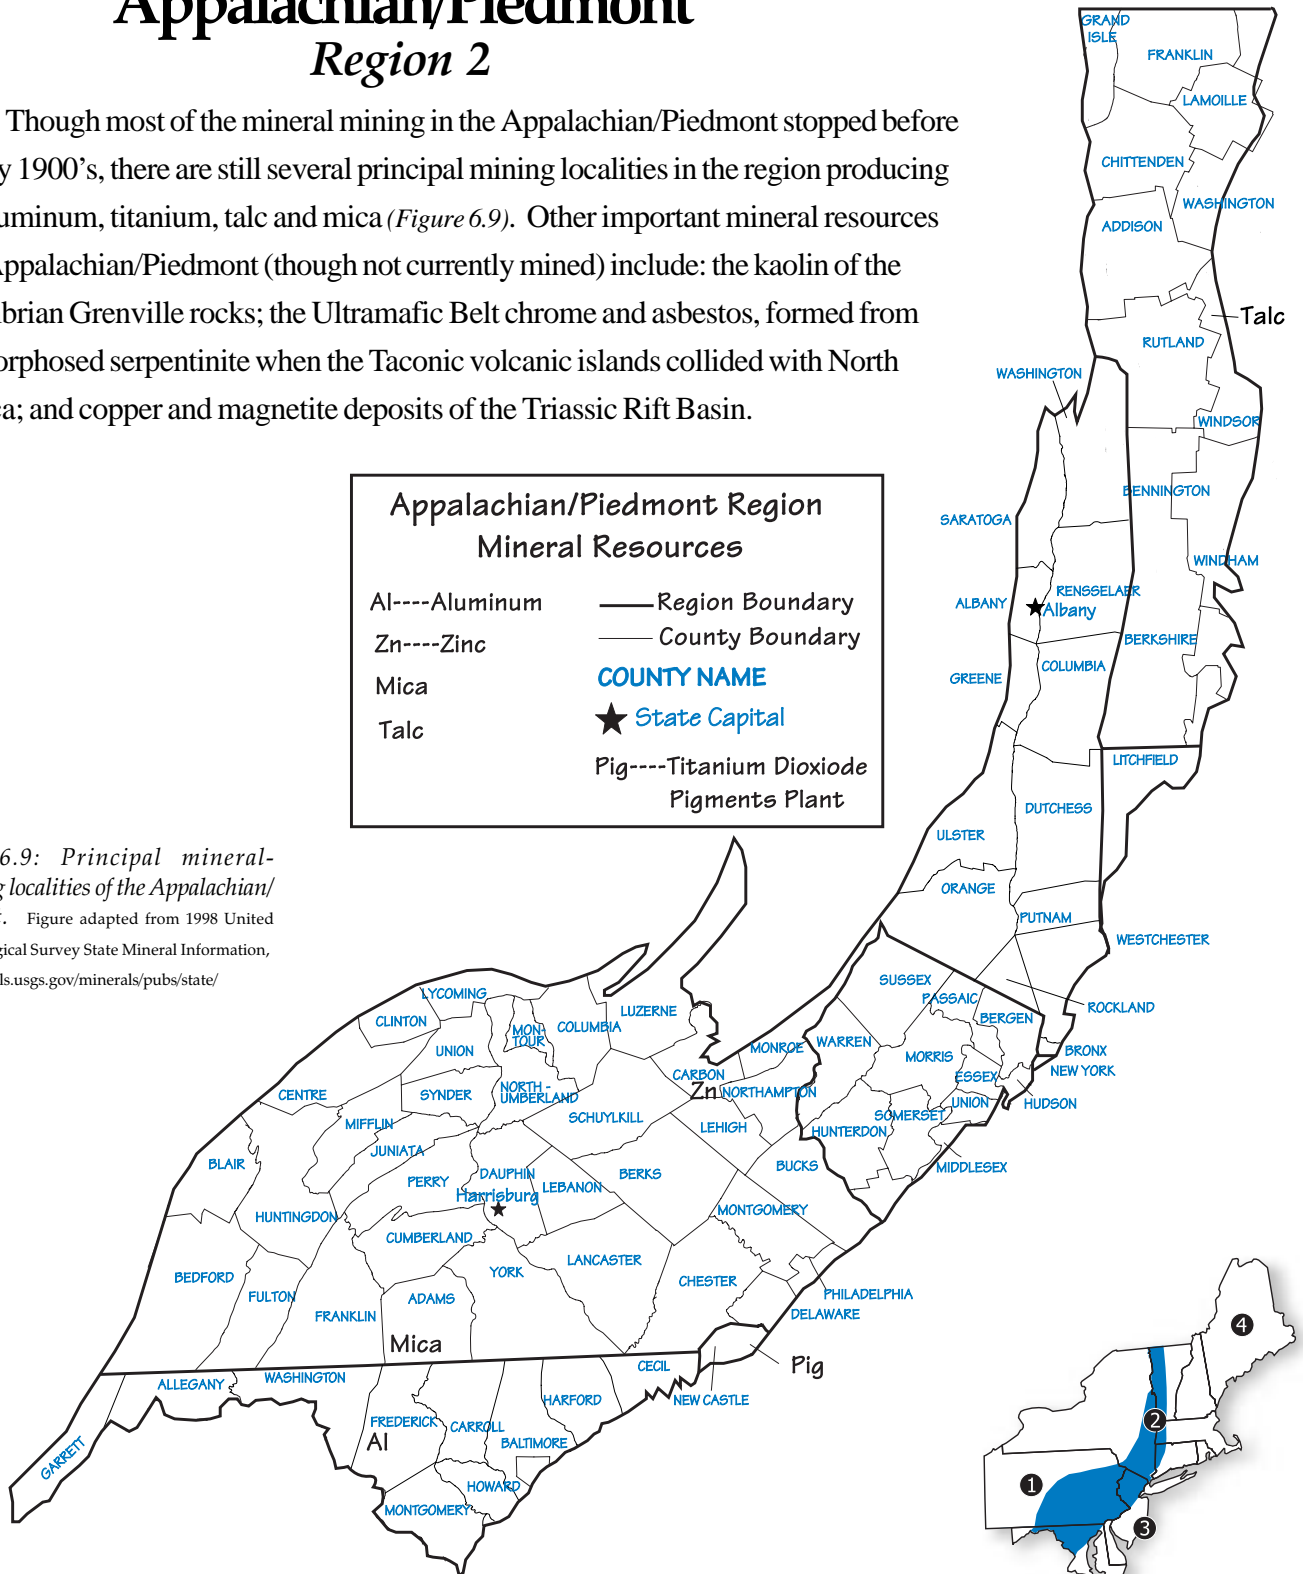 Appalachian/Piedmont
Region 2
Though most of the mineral mining in the Appalachian/Piedmont stopped before
y 1900's, there are still several principal mining localities in the region producing
uminum, titanium, talc and mica (Figure 6.9). Other important mineral resources
Appalachian/Piedmont (though not currently mined) include: the kaolin of the
brian Grenville rocks; the Ultramafic Belt chrome and asbestos, formed from
orphosed serpentinite when the Taconic volcanic islands collided with North
a; and copper and magnetite deposits of the Triassic Rift Basin.
Appalachian/Piedmont Region
Mineral Resources
Al----Aluminum
Zn----Zinc
Mica
Talc
Region Boundary
County Boundary
COUNTY NAME
State Capital
Pig----Titanium Dioxiode
Pigments Plant
6.9: Principal mineral-
g localities of the Appalachian/
. Figure adapted from 1998 United
gical Survey State Mineral Information,
ls.usgs.gov/minerals/pubs/state/
GRAND
ISLE
FRANKLIN
LAMOILLE
CHITTENDEN
WASHINGTON
ADDISON
Talc
RUTLAND
WASHINGTON
WINDSOR
BENNINGTON
SARATOGA
WINDHAM
RENSSELAER
ALBANY
Albany
BERKSHIRE
COLUMBIA
GREENE
LITCHFIELD
DUTCHESS
ULSTER
ORANGE
PUTNAM
WESTCHESTER
SUSSEX
PASSAIC
ROCKLAND
BERGEN
LYCOMING
CLINTON
MON-
TOUR
COLUMBIA
LUZERNE
UNION
MONROE
WARREN
MORRIS
BRONX
NEW YORK
CARBON
ESSEX
Zn
NORTHAMPTON
CENTRE
SYNDER
NORTH-
UMBERLAND
UNION
HUDSON
SCHUYLKILL
SOMERSET
MIFFLIN
LEHIGH
HUNTERDON
JUNIATA
BLAIR
BUCKS
MIDDLESEX
PERRY
DAUPHIN
LEBANON
BERKS
Harrisburg
HUNTINGDON
MONTGOMERY
CUMBERLAND
LANCASTER
YORK
BEDFORD
CHESTER
FULTON
ADAMS
PHILADELPHIA
FRANKLIN
DELAWARE
Mica
Pig
CECIL
ALLEGANY
WASHINGTON
HARFORD
NEW CASTLE
FREDERICK
CARROLL
Al
BALTIMORE
GARRETT
HOWARD
MONTGOMERY
4
2
1
3